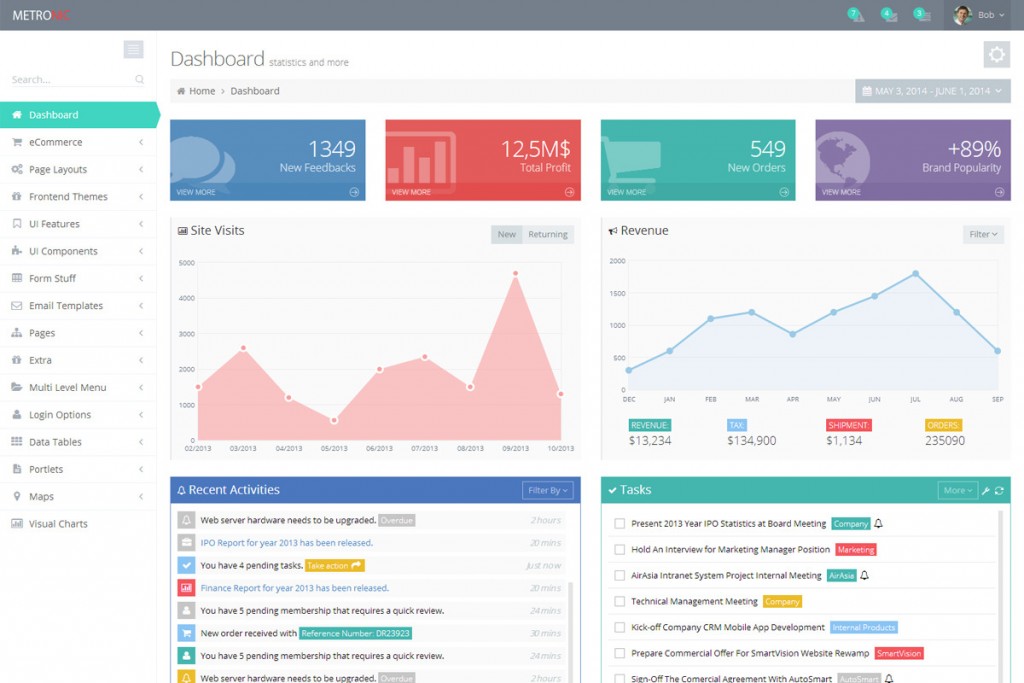 METRONIC
7
4
3
Bob
Search...
Dashboard
eCommerce
Page Layouts
Frontend Themes
UI Features
UI Components
Form Stuff
Email Templates
Pages
Extra
Multi Level Menu
Login Options
Data Tables
Portlets
Maps
Visual Charts
Dashboard statistics and more
Home > Dashboard
MAY 3, 2014 - JUNE 1, 2014
1349
New Feedbacks
VIEW MORE
12,5M$
Total Profit
VIEW MORE
549
New Orders
VIEW MORE
+89%
Brand Popularity
VIEW MORE
Site Visits
New Returning
5000
4000
3000
2000
1000
0
02/2013 03/2013 04/2013 05/2013 06/2013 07/2013 08/2013 09/2013 10/2013
Revenue
Filter
2000
1500
1000
500
0
DEC JAN FEB MAR APR MAY JUN JUL AUG SEP
REVENUE: TAX: SHIPMENT: ORDERS:
$13,234 $134,900 $1,134 235090
Recent Activities
Filter By
Web server hardware needs to be upgraded. Overdue 2 hours
IPO Report for year 2013 has been released. 20 mins
You have 4 pending tasks. Take action Just now
Finance Report for year 2013 has been released. 20 mins
You have 5 pending membership that requires a quick review. 24 mins
New order received with Reference Number: DR23923 30 mins
You have 5 pending membership that requires a quick review. 24 mins
Web server hardware needs to be upgraded. Overdue 2 hours
Tasks
More
Present 2013 Year IPO Statistics at Board Meeting Company
Hold An Interview for Marketing Manager Position Marketing
AirAsia Intranet System Project Internal Meeting AirAsia
Technical Management Meeting Company
Kick-off Company CRM Mobile App Development Internal Products
Prepare Commercial Offer For SmartVision Website Rewamp SmartVision
Sign-Off The Comercial Agreement With AutoSmart AutoSmart